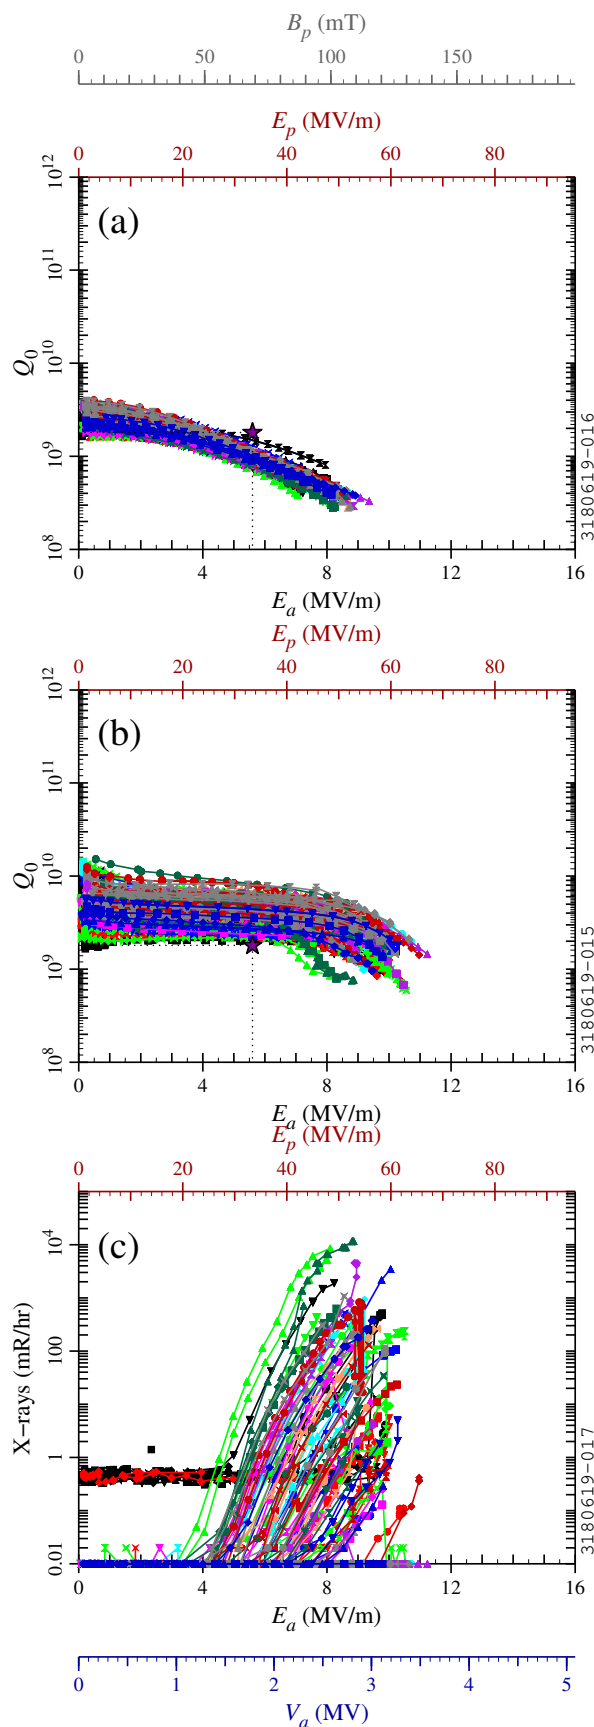 B_p (mT)
0 50 100 150
E_p (MV/m)
0 20 40 60 80
(a)
10^12
10^11
10^10
10^9
10^8
Q_0
3180619-016
0 4 8 12 16
E_a (MV/m)
E_p (MV/m)
0 20 40 60 80
(b)
10^12
10^11
10^10
10^9
10^8
Q_0
3180619-015
0 4 8 12 16
E_a (MV/m)
E_p (MV/m)
0 20 40 60 80
(c)
10^4
100
1
0.01
X-rays (mR/hr)
3180619-017
0 4 8 12 16
E_a (MV/m)
0 1 2 3 4 5
V_a (MV)